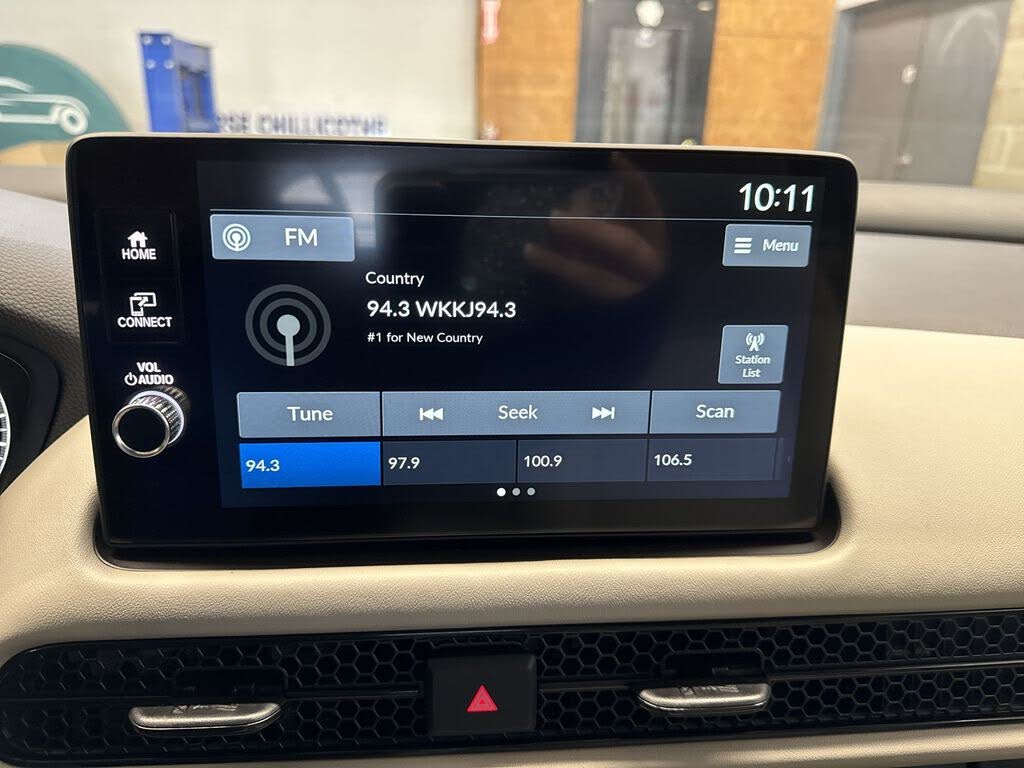 RSE CHILLICOTHE
10:11
FM
Menu
HOME
Country
94.3 WKKJ94.3
#1 for New Country
CONNECT
Station
List
VOL
AUDIO
Tune
Seek
Scan
94.3
97.9
100.9
106.5